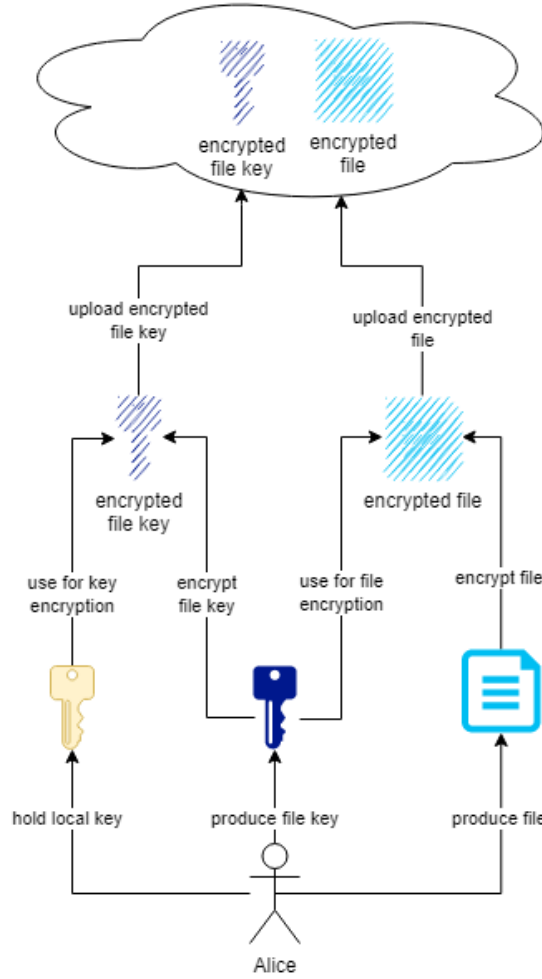 encrypted
file key
encrypted
file
upload encrypted
file key
upload encrypted
file
encrypted
file key
encrypted file
use for key
encryption
encrypt
file key
use for file
encryption
encrypt file
hold local key
produce file key
produce file
Alice